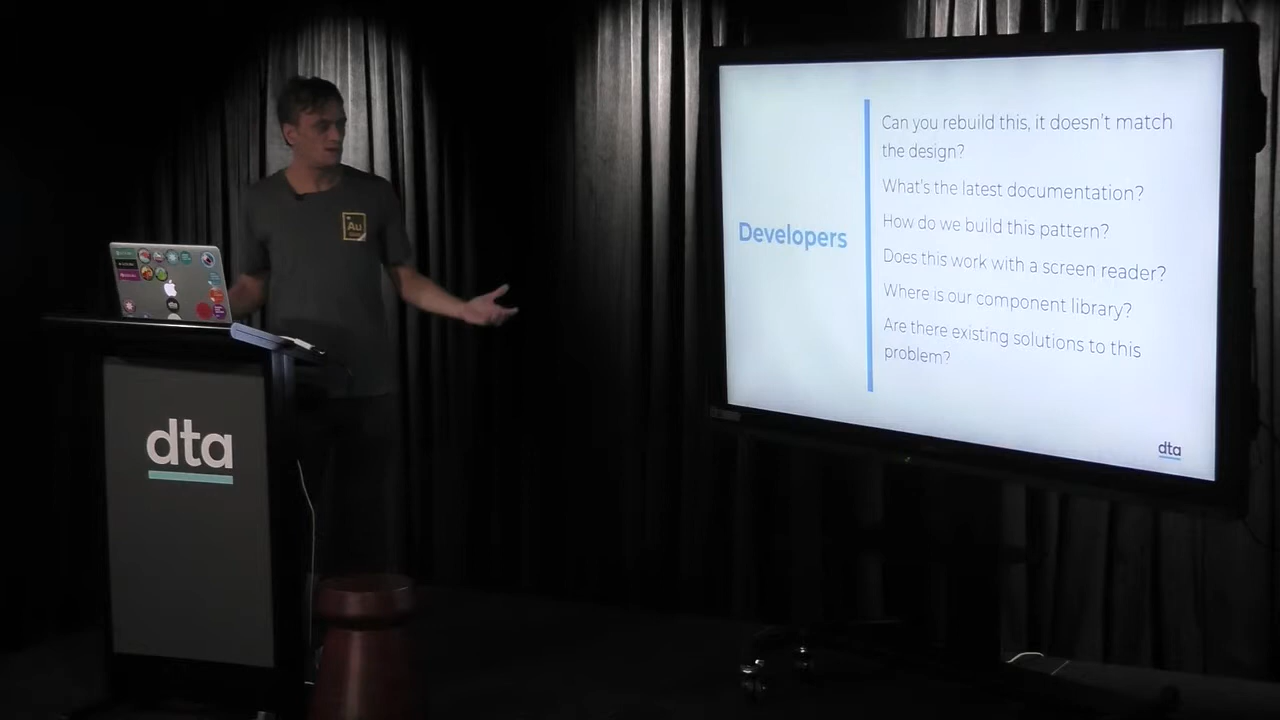 Au
dta
Developers
Can you rebuild this, it doesn't match
the design?
What's the latest documentation?
How do we build this pattern?
Does this work with a screen reader?
Where is our component library?
Are there existing solutions to this
problem?
dta